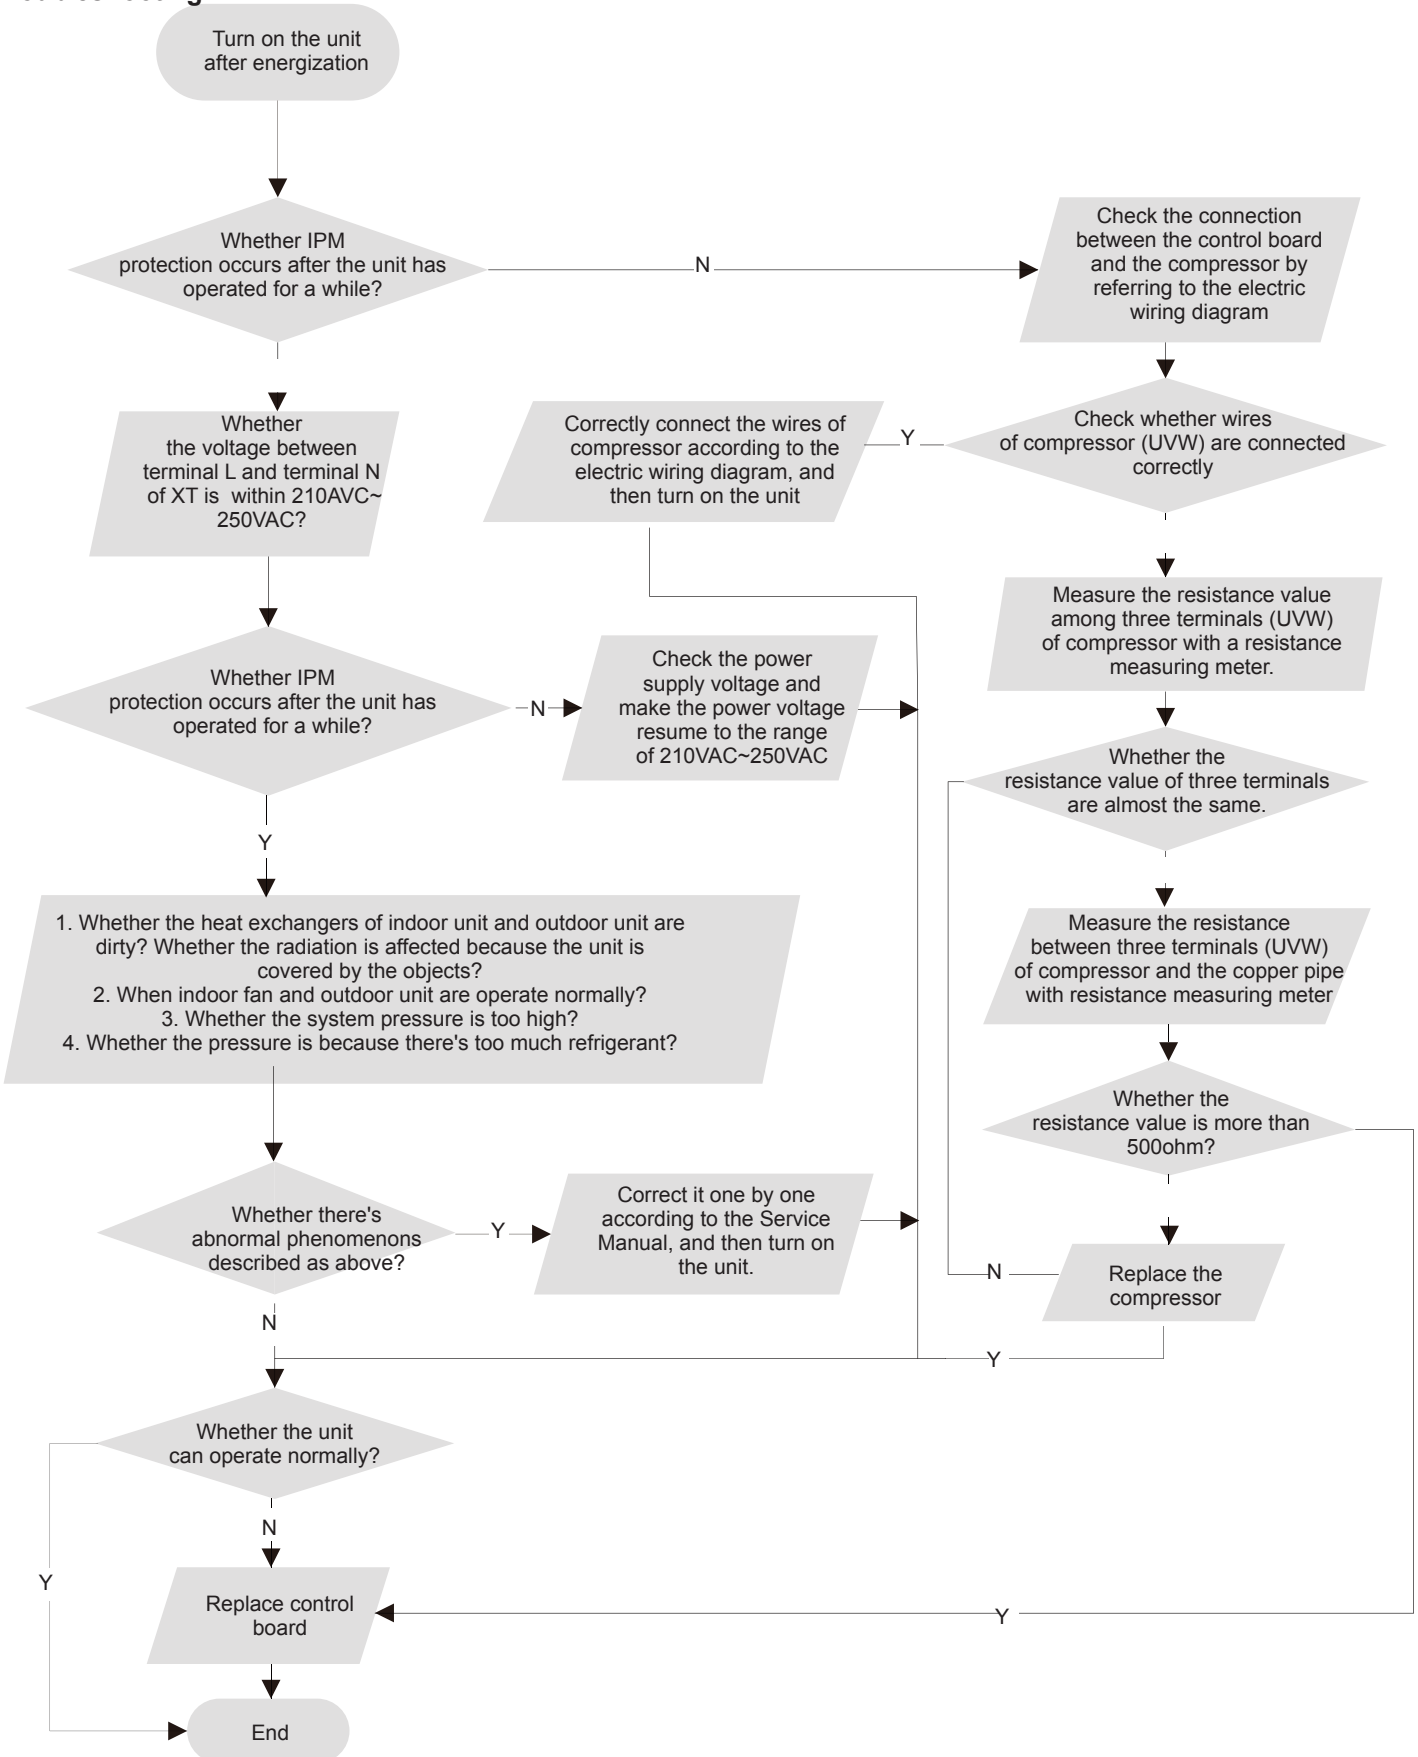 Turn on the unit
after energization
Whether IPM
protection occurs after the unit has
operated for a while?
N
Check the connection
between the control board
and the compressor by
referring to the electric
wiring diagram
Whether
the voltage between
terminal L and terminal N
of XT is within 210AVC~
250VAC?
Correctly connect the wires of
compressor according to the
electric wiring diagram, and
then turn on the unit
Y
Check whether wires
of compressor (UVW) are connected
correctly
Measure the resistance value
among three terminals (UVW)
of compressor with a resistance
measuring meter.
Whether IPM
protection occurs after the unit has
operated for a while?
N
Check the power
supply voltage and
make the power voltage
resume to the range
of 210VAC~250VAC
Whether the
resistance value of three terminals
are almost the same.
Y
1. Whether the heat exchangers of indoor unit and outdoor unit are
dirty? Whether the radiation is affected because the unit is
covered by the objects?
2. When indoor fan and outdoor unit are operate normally?
3. Whether the system pressure is too high?
4. Whether the pressure is because there's too much refrigerant?
Measure the resistance
between three terminals (UVW)
of compressor and the copper pipe
with resistance measuring meter
Whether the
resistance value is more than
500ohm?
Whether there's
abnormal phenomenons
described as above?
Y
Correct it one by one
according to the Service
Manual, and then turn on
the unit.
N
Replace the
compressor
N
Y
Whether the unit
can operate normally?
N
Y
Replace control
board
Y
End